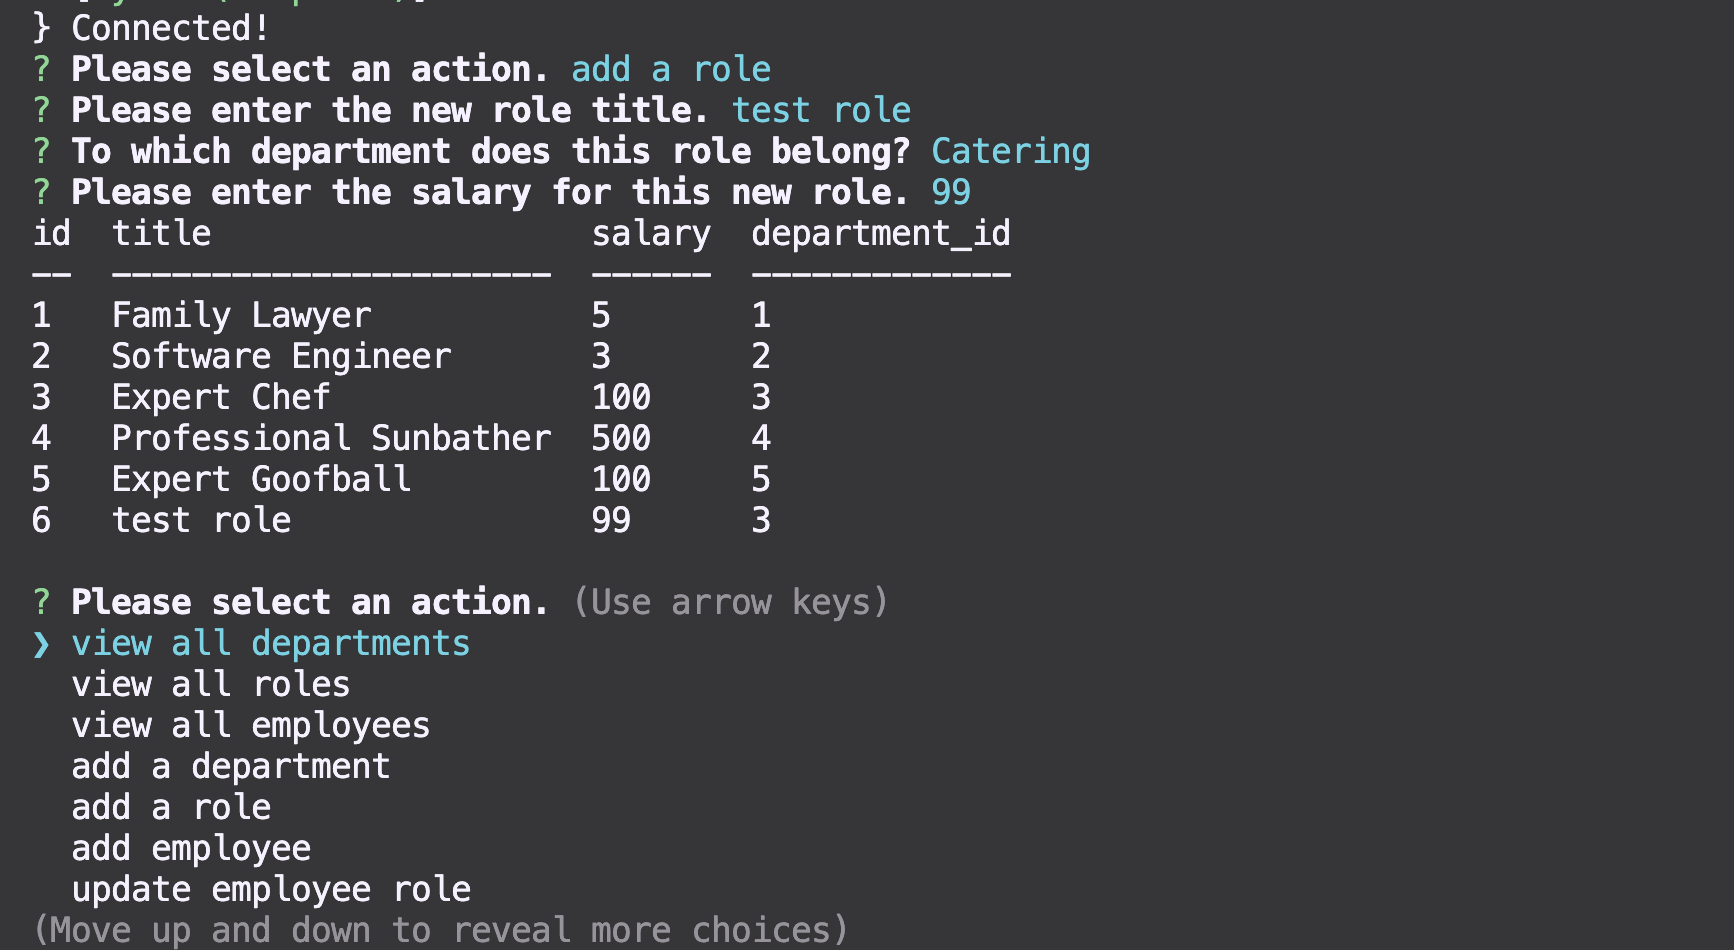 } Connected!
? Please select an action. add a role
? Please enter the new role title. test role
? To which department does this role belong? Catering
? Please enter the salary for this new role. 99
id  title                   salary  department_id
--  ----------------------  ------  -------------
1   Family Lawyer           5       1
2   Software Engineer       3       2
3   Expert Chef             100     3
4   Professional Sunbather  500     4
5   Expert Goofball         100     5
6   test role               99      3
? Please select an action. (Use arrow keys)
❯ view all departments
  view all roles
  view all employees
  add a department
  add a role
  add employee
  update employee role
(Move up and down to reveal more choices)